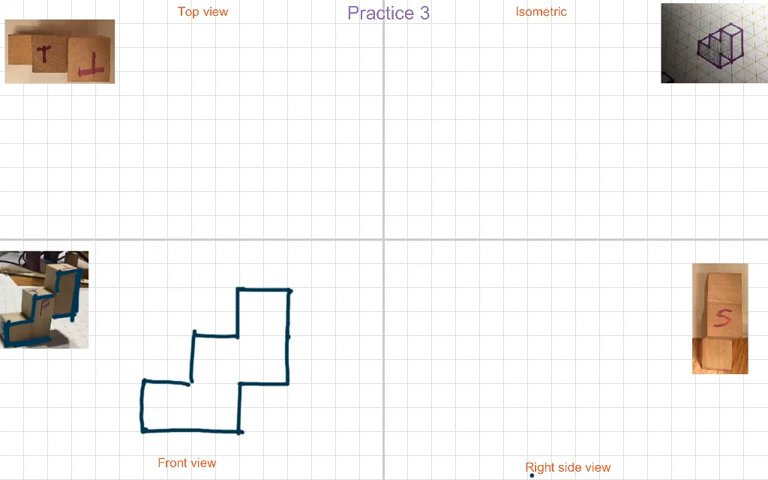 Top view
Practice 3
Isometric
T
T
F
S
Front view
Right side view